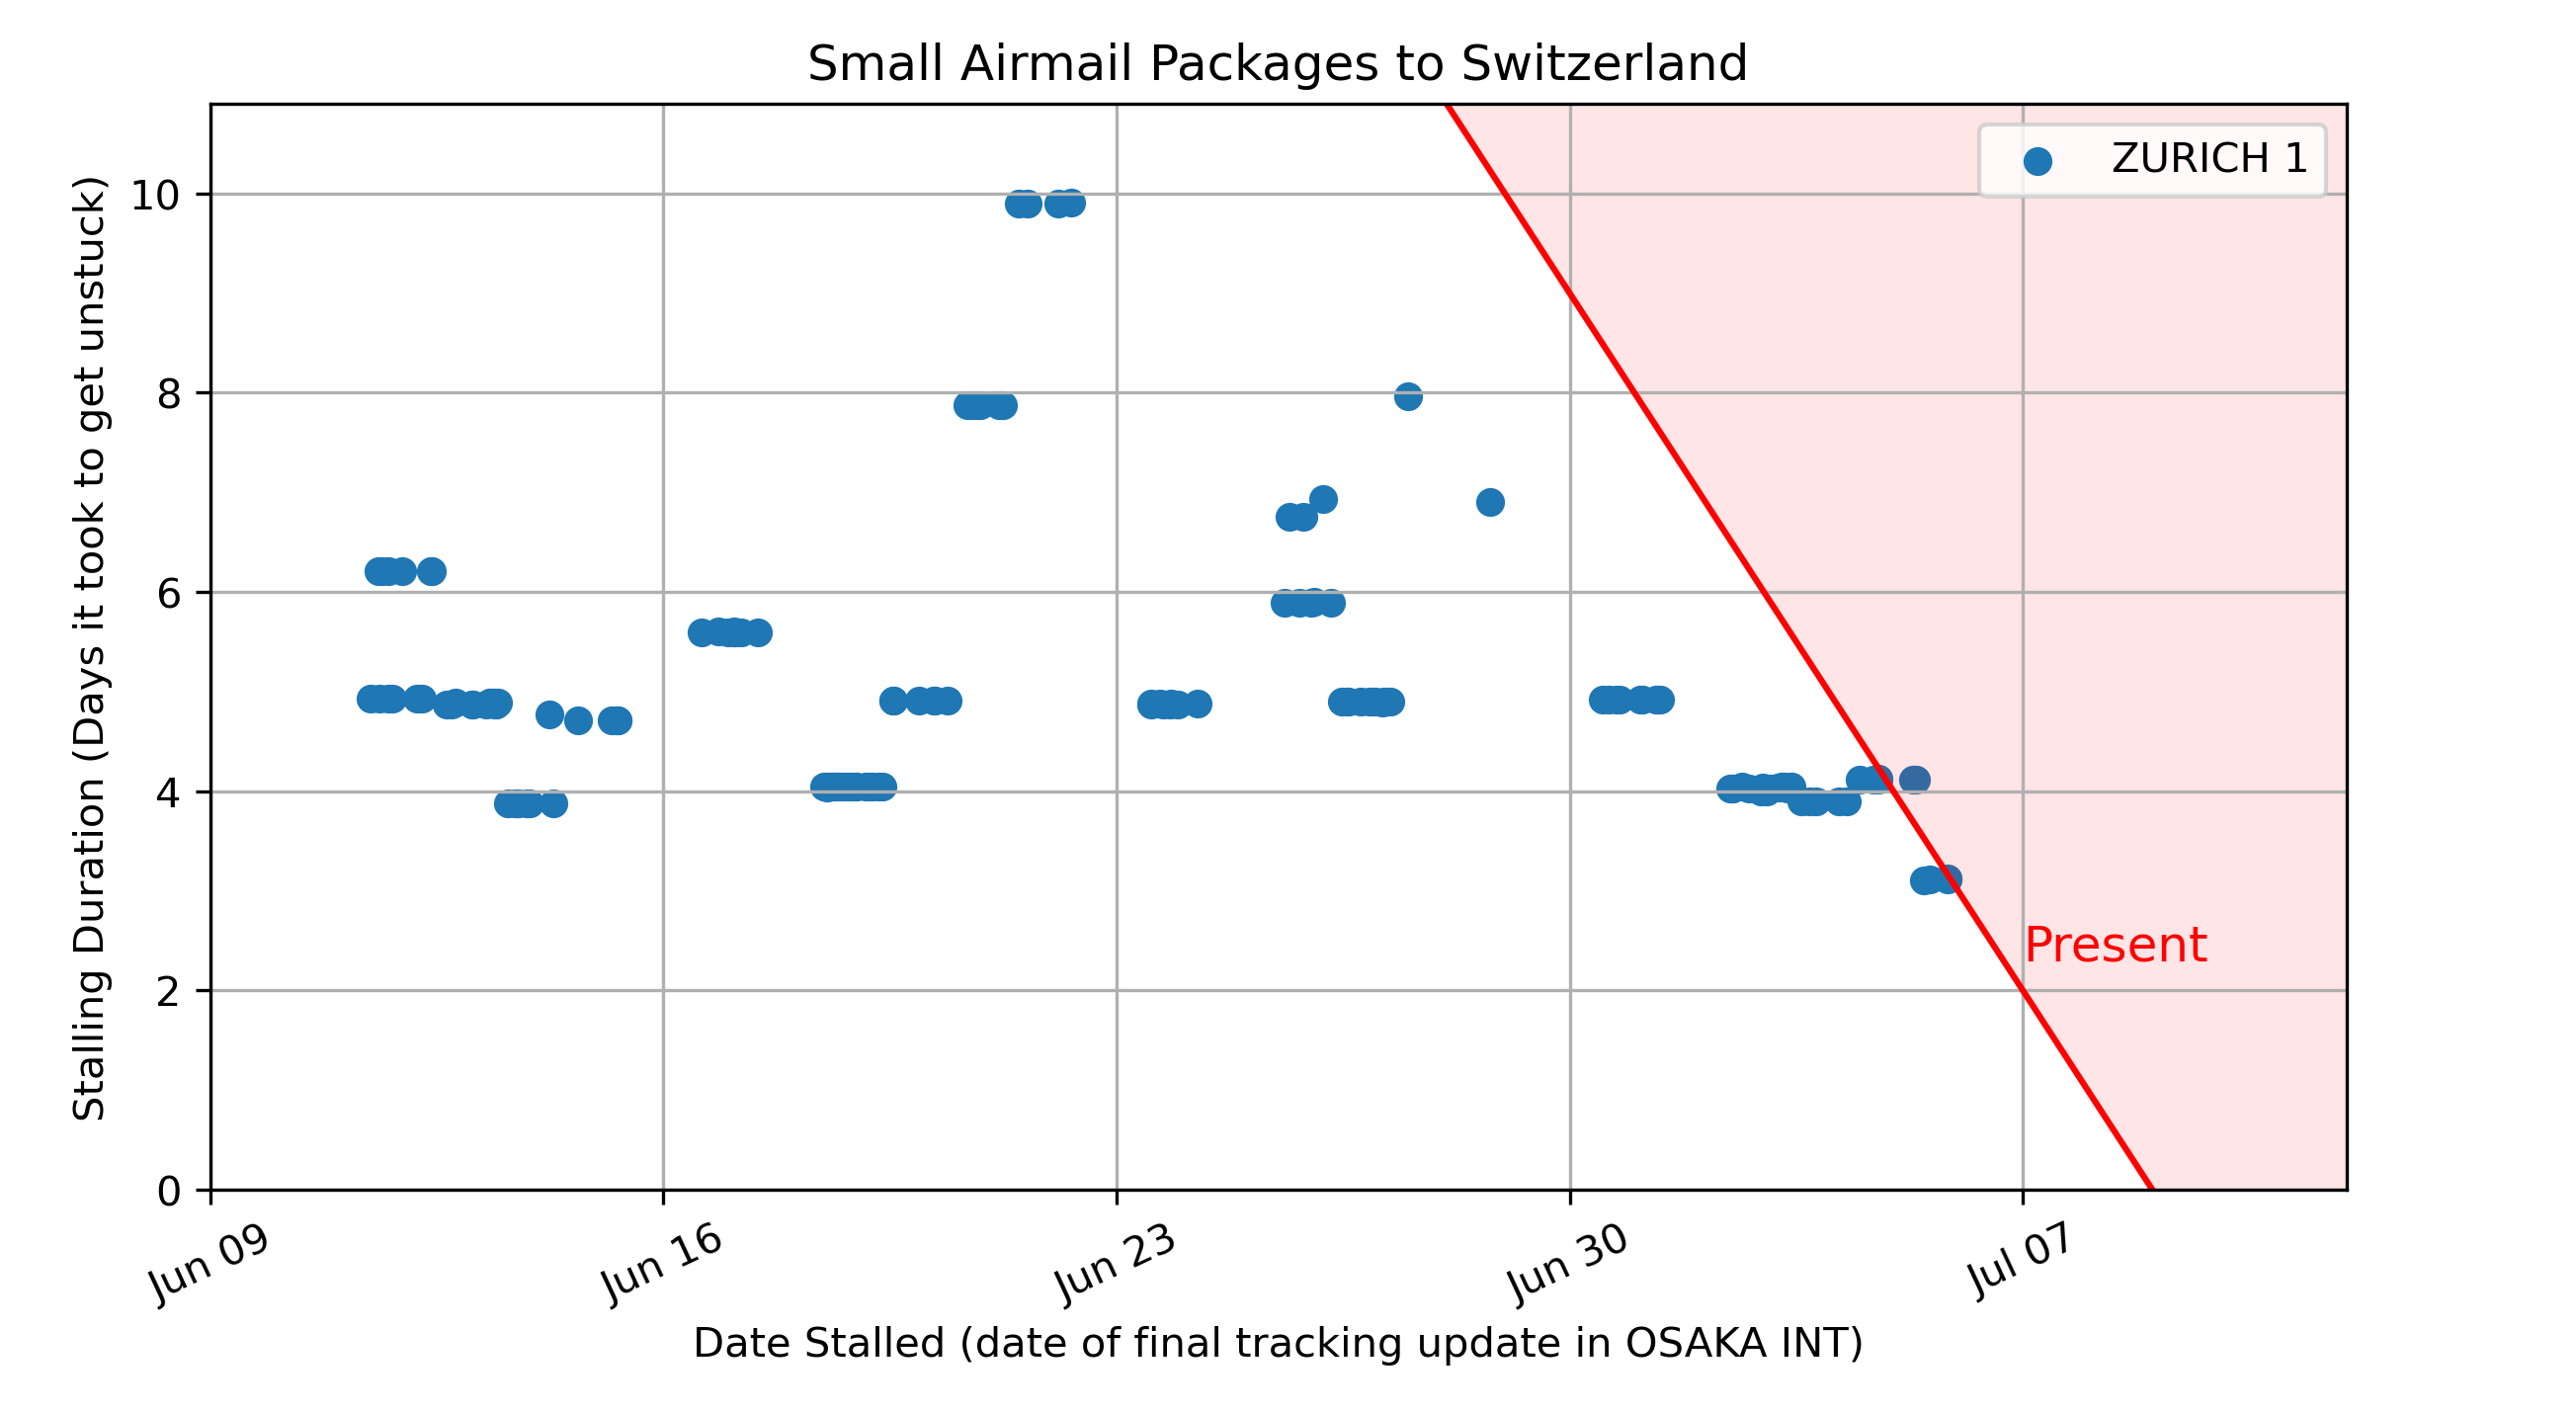 Small Airmail Packages to Switzerland
ZURICH 1
Stalling Duration (Days it took to get unstuck)
10
8
6
4
2
0
Present
Jun 09
Jun 16
Jun 23
Jun 30
Jul 07
Date Stalled (date of final tracking update in OSAKA INT)